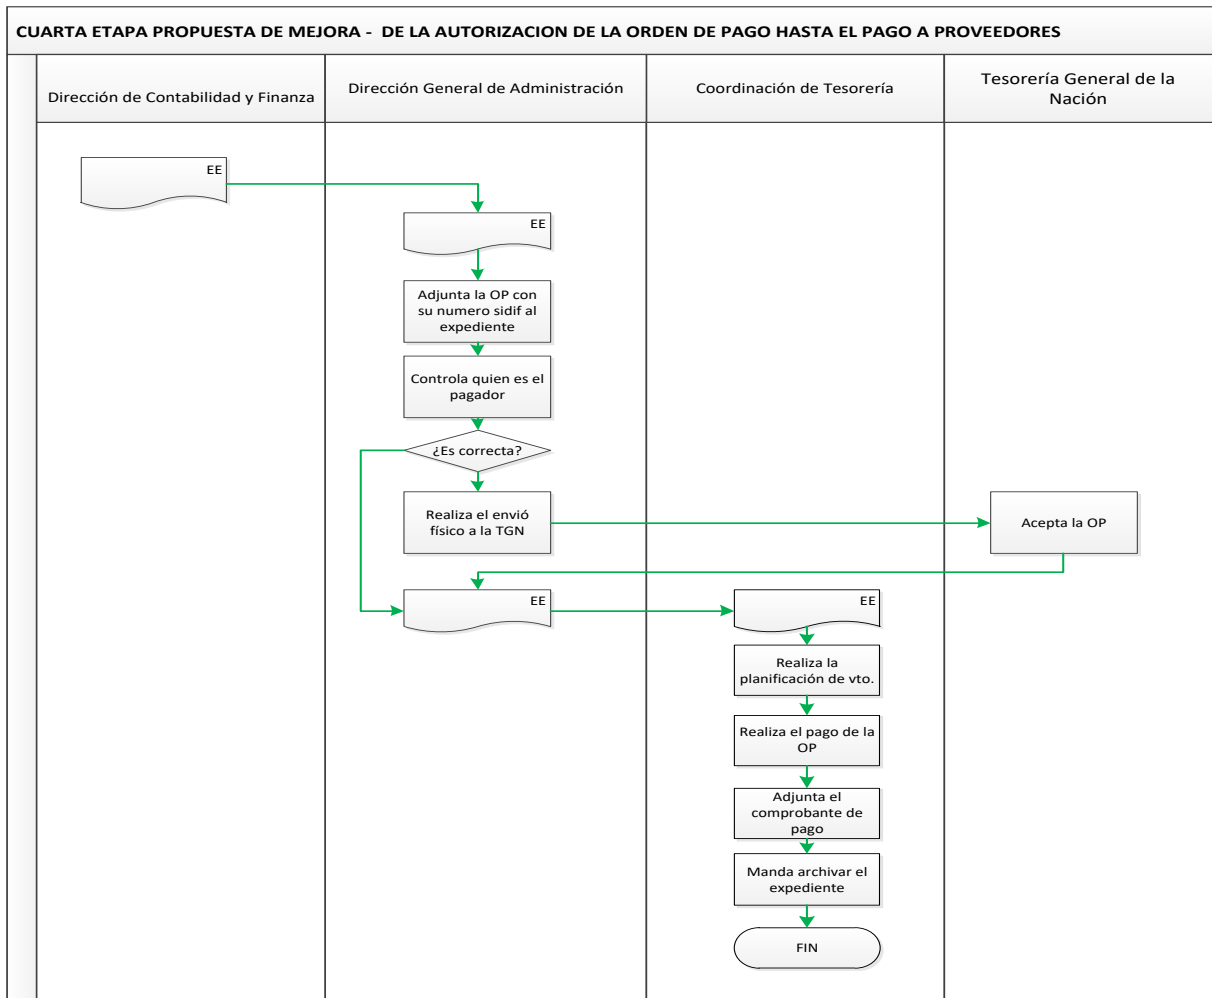 CUARTA ETAPA PROPUESTA DE MEJORA - DE LA AUTORIZACION DE LA ORDEN DE PAGO HASTA EL PAGO A PROVEEDORES
Dirección de Contabilidad y Finanza
Dirección General de Administración
Coordinación de Tesorería
Tesorería General de la
Nación
EE
EE
Adjunta la OP con
su numero sidif al
expediente
Controla quien es el
pagador
¿Es correcta?
Realiza el envió
físico a la TGN
Acepta la OP
EE
EE
Realiza la
planificación de vto.
Realiza el pago de la
OP
Adjunta el
comprobante de
pago
Manda archivar el
expediente
FIN